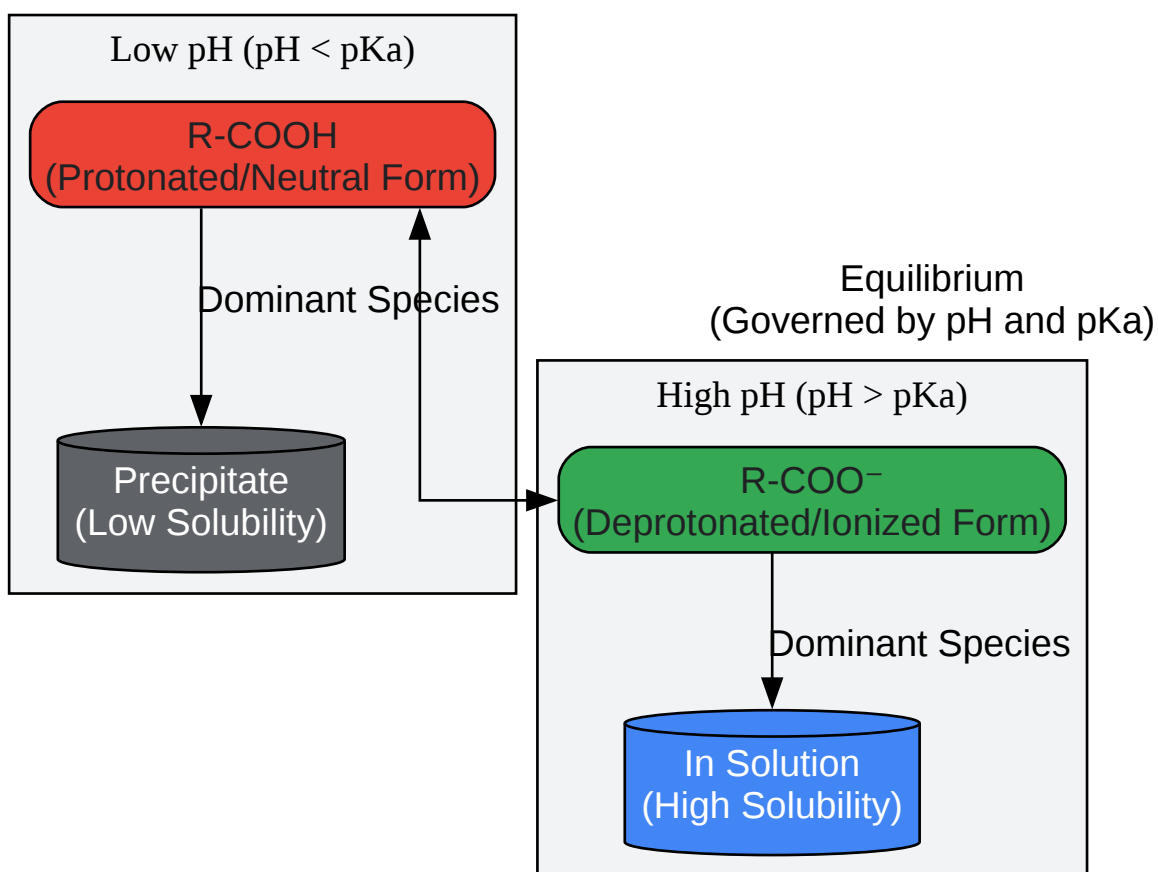 Low pH (pH < pKa)
R-COOH
(Protonated/Neutral Form)
Dominant Species
Precipitate
(Low Solubility)
Equilibrium
(Governed by pH and pKa)
High pH (pH > pKa)
R-COO⁻
(Deprotonated/Ionized Form)
Dominant Species
In Solution
(High Solubility)